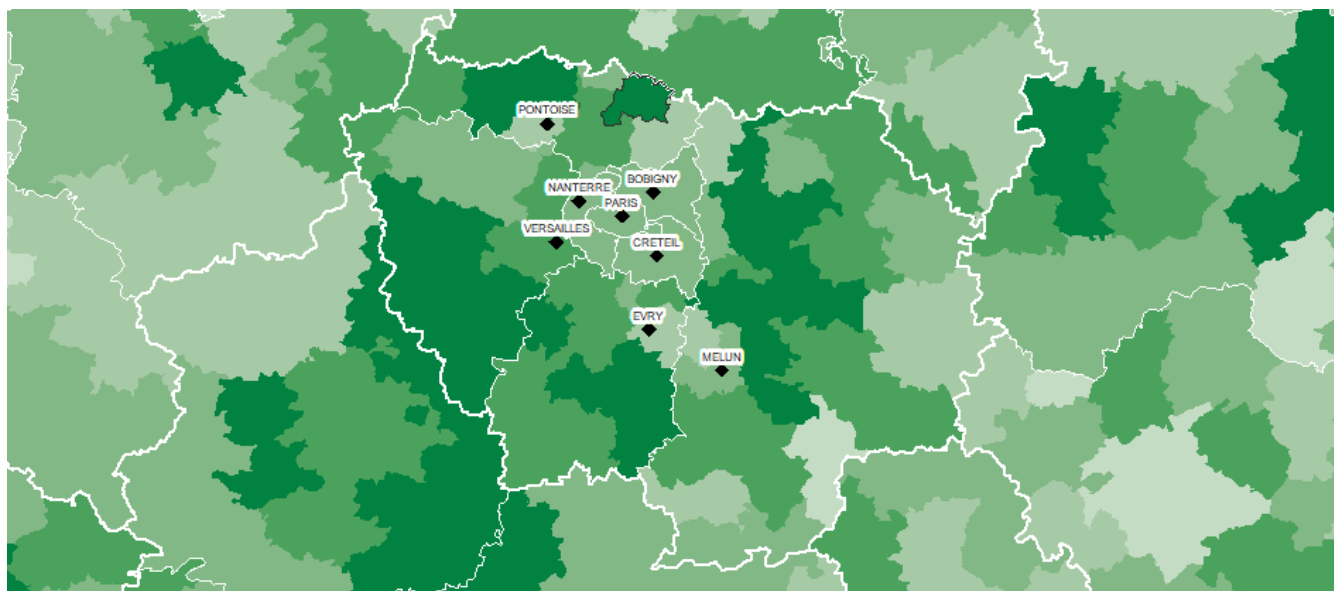 PONTOISE
BOBIGNY
NANTERRE
PARIS
VERSAILLES
CRETEIL
EVRY
MELUN